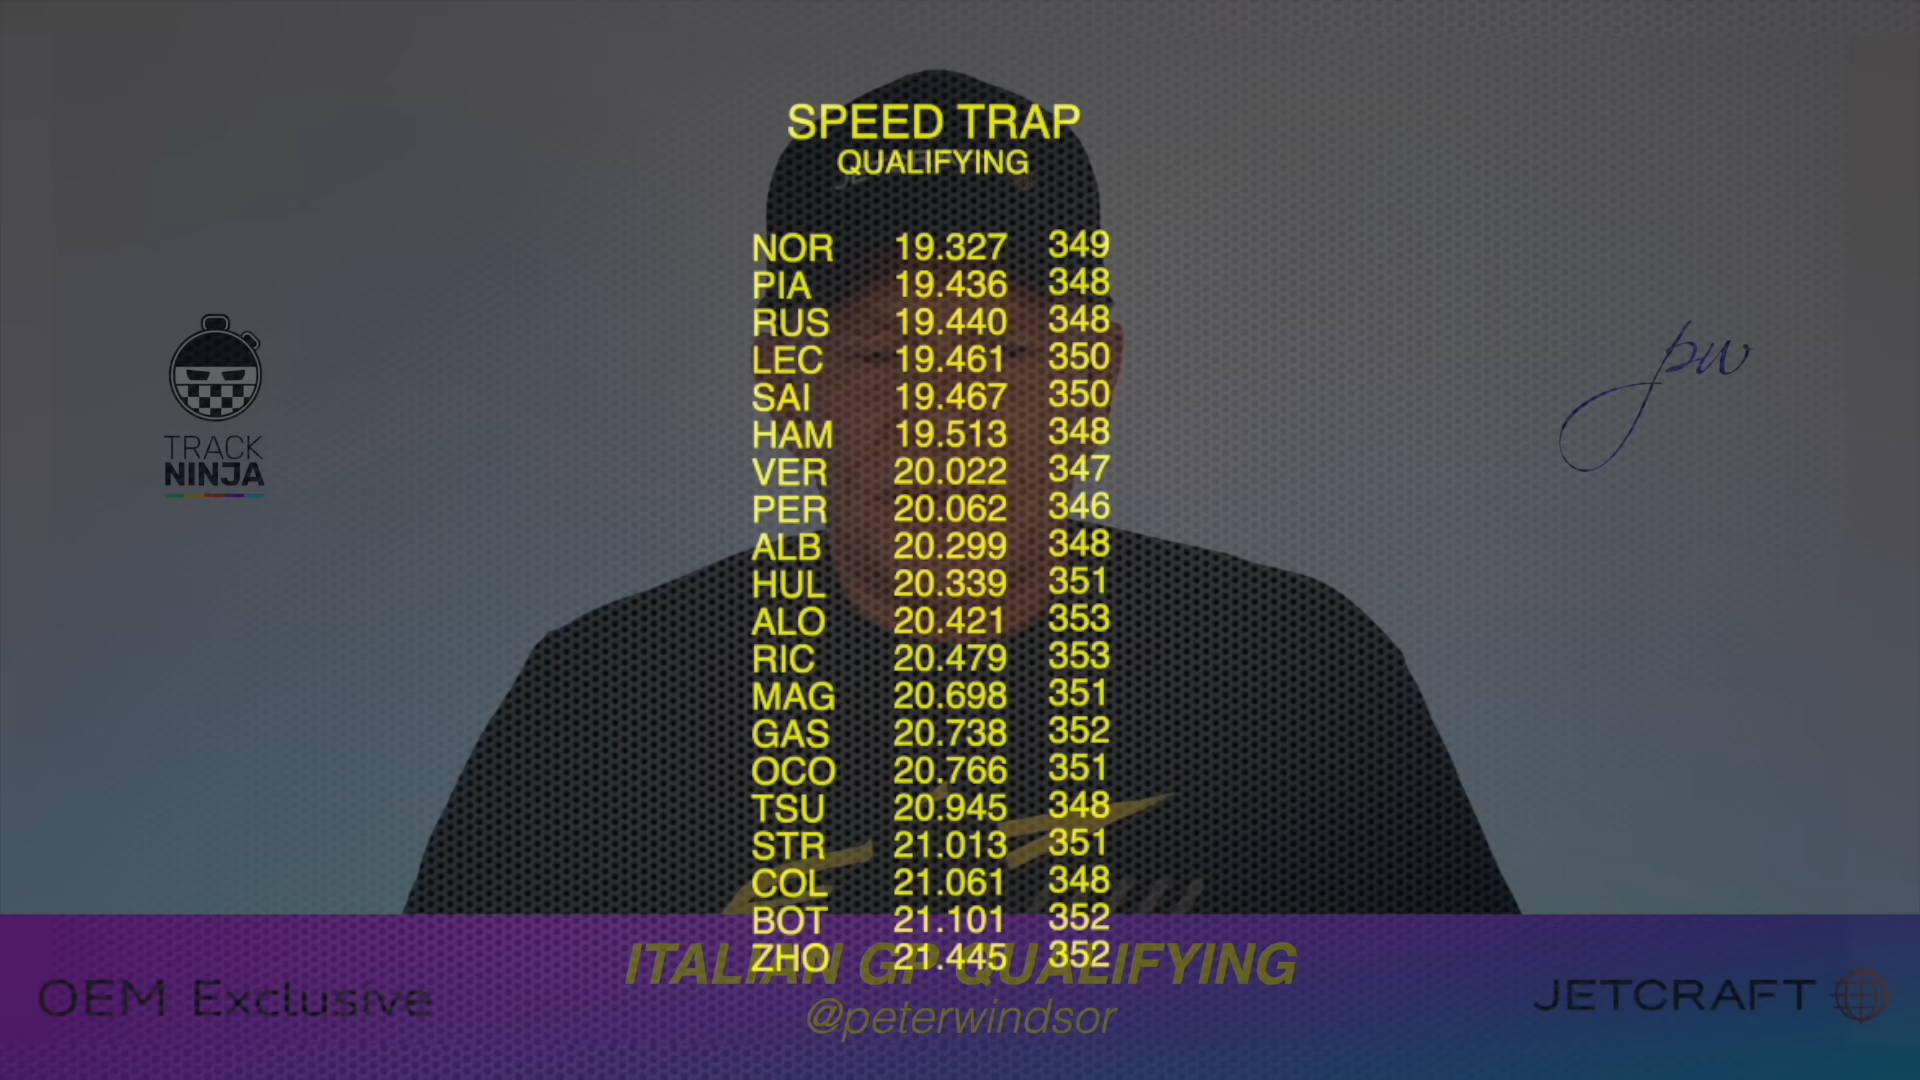 SPEED TRAP
QUALIFYING
NOR 19.327 349
PIA 19.436 348
RUS 19.440 348
LEC 19.461 350
SAI 19.467 350
HAM 19.513 348
VER 20.022 347
PER 20.062 346
ALB 20.299 348
HUL 20.339 351
ALO 20.421 353
RIC 20.479 353
MAG 20.698 351
GAS 20.738 352
OCO 20.766 351
TSU 20.945 348
STR 21.013 351
COL 21.061 348
BOT 21.101 352
ZHO 21.445 352
TRACK
NINJA
pw
ITALIAN GP QUALIFYING
@peterwindsor
OEM Exclusive
JETCRAFT